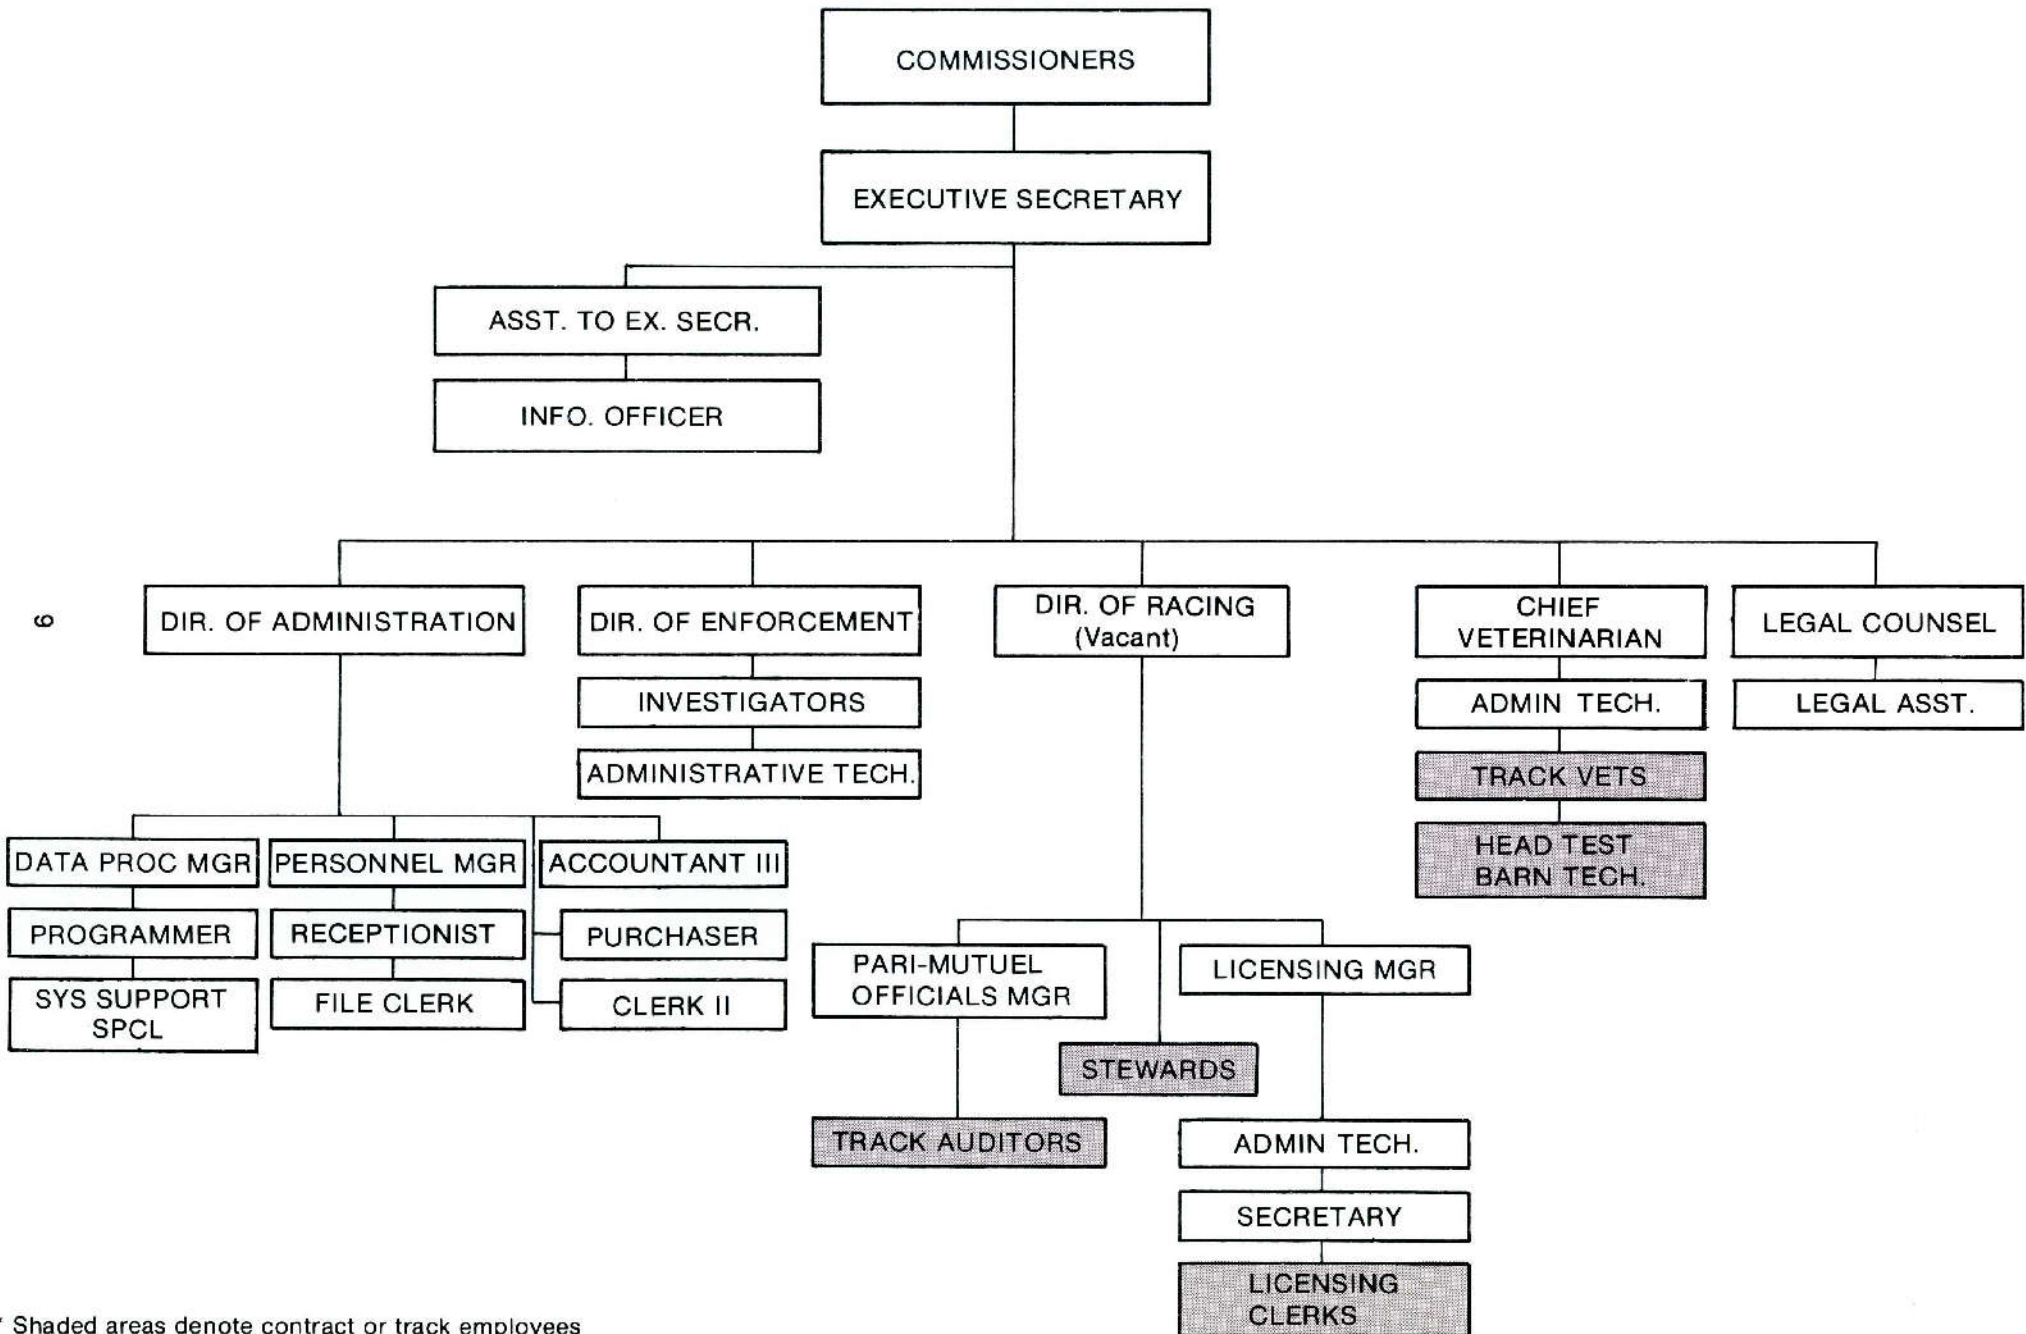 COMMISSIONERS
EXECUTIVE SECRETARY
ASST. TO EX. SECR.
INFO. OFFICER
DIR. OF ADMINISTRATION
DIR. OF ENFORCEMENT
DIR. OF RACING
(Vacant)
CHIEF
VETERINARIAN
LEGAL COUNSEL
INVESTIGATORS
ADMINISTRATIVE TECH.
ADMIN TECH.
TRACK VETS
HEAD TEST
BARN TECH.
LEGAL ASST.
DATA PROC MGR
PROGRAMMER
SYS SUPPORT
SPCL
PERSONNEL MGR
RECEPTIONIST
FILE CLERK
ACCOUNTANT III
PURCHASER
CLERK II
PARI-MUTUEL
OFFICIALS MGR
TRACK AUDITORS
STEWARDS
LICENSING MGR
ADMIN TECH.
SECRETARY
LICENSING
CLERKS
* Shaded areas denote contract or track employees